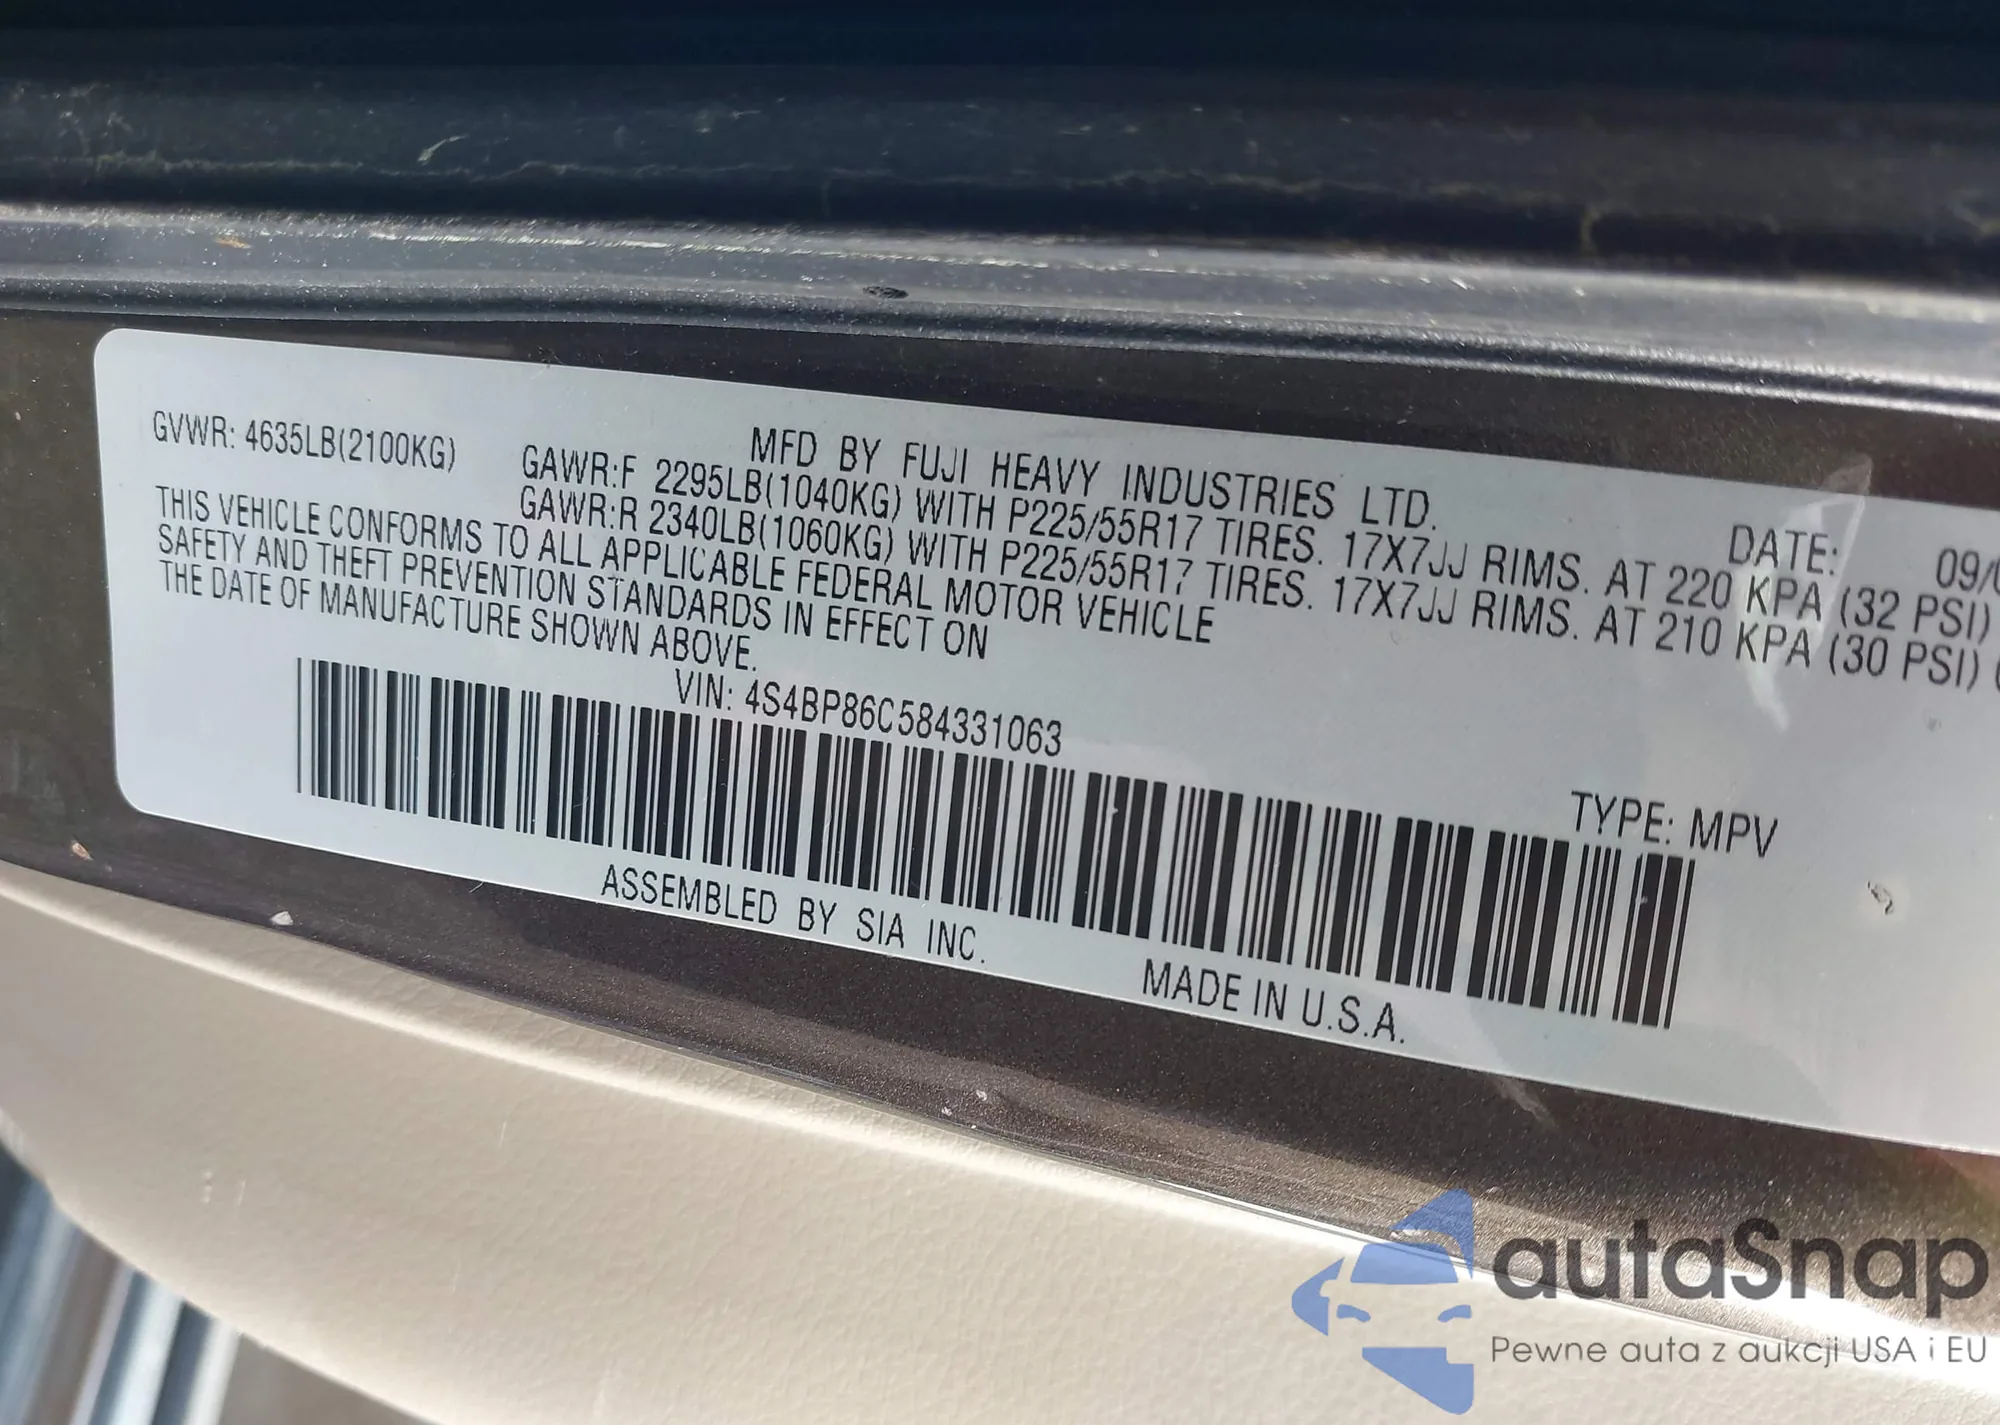 MFD BY FUJI HEAVY INDUSTRIES LTD. DATE: 09/
GVWR: 4635LB(2100KG) GAWR:F 2295LB(1040KG) WITH P225/55R17 TIRES. 17X7JJ RIMS. AT 220 KPA (32 PSI)
GAWR:R 2340LB(1060KG) WITH P225/55R17 TIRES. 17X7JJ RIMS. AT 210 KPA (30 PSI)
THIS VEHICLE CONFORMS TO ALL APPLICABLE FEDERAL MOTOR VEHICLE
SAFETY AND THEFT PREVENTION STANDARDS IN EFFECT ON
THE DATE OF MANUFACTURE SHOWN ABOVE.
VIN: 4S4BP86C584331063 TYPE: MPV
ASSEMBLED BY SIA INC. MADE IN U.S.A.
autaSnap
Pewne auta z aukcji USA i EU